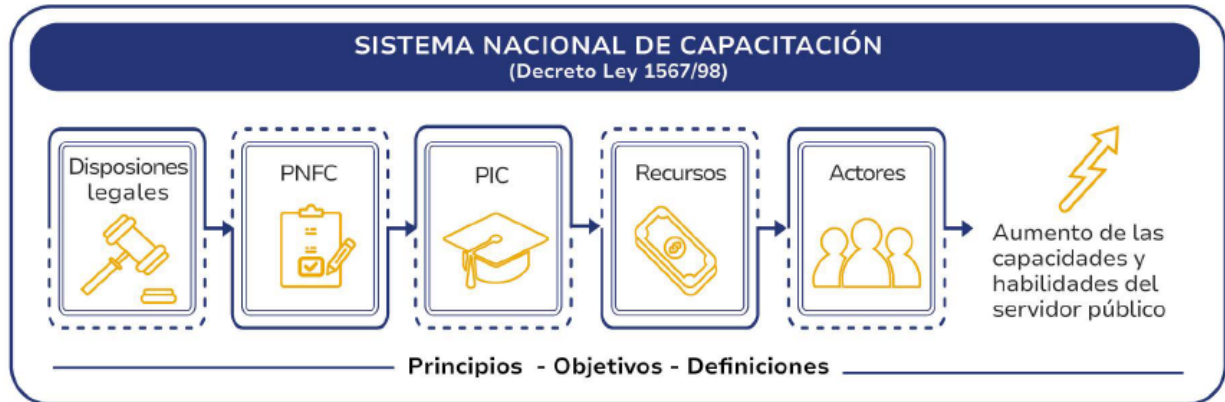 SISTEMA NACIONAL DE CAPACITACIÓN
(Decreto Ley 1567/98)
Disposiones
legales
PNFC
PIC
Recursos
Actores
Aumento de las
capacidades y
habilidades del
servidor público
Principios - Objetivos - Definiciones